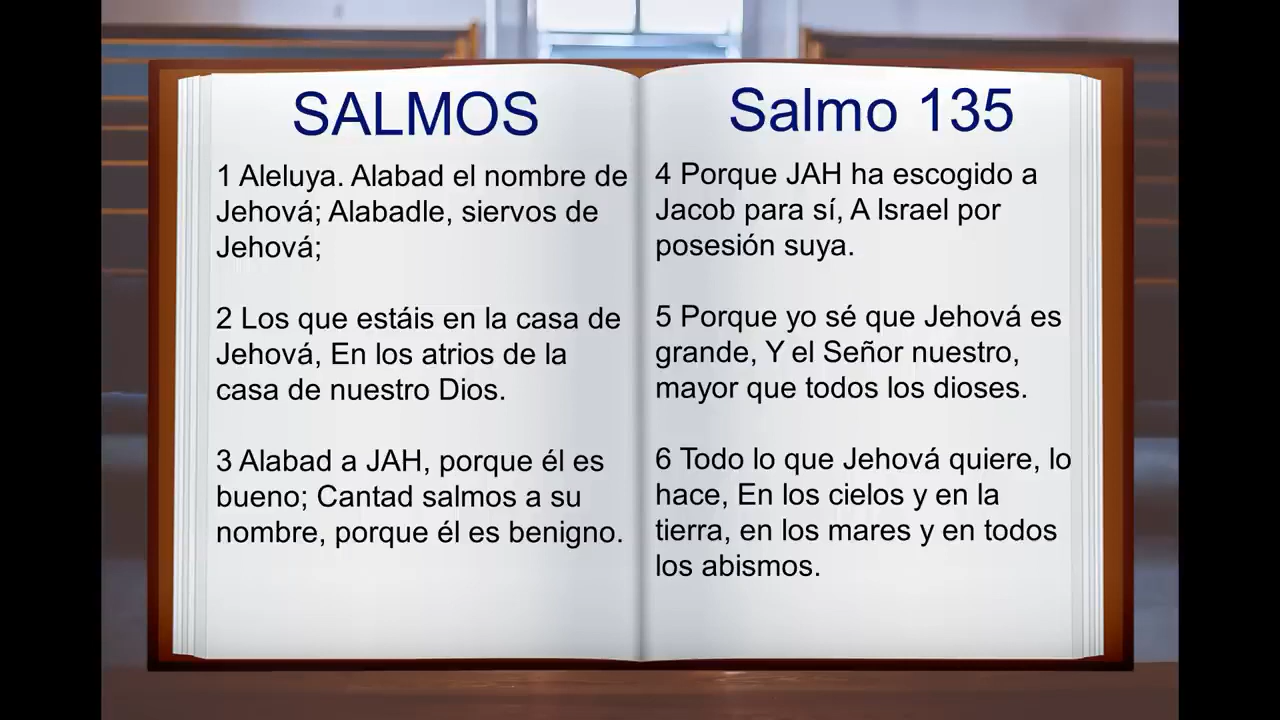 SALMOS
1 Aleluya. Alabad el nombre de
Jehová; Alabadle, siervos de
Jehová;
2 Los que estáis en la casa de
Jehová, En los atrios de la
casa de nuestro Dios.
3 Alabad a JAH, porque él es
bueno; Cantad salmos a su
nombre, porque él es benigno.
Salmo 135
4 Porque JAH ha escogido a
Jacob para sí, A Israel por
posesión suya.
5 Porque yo sé que Jehová es
grande, Y el Señor nuestro,
mayor que todos los dioses.
6 Todo lo que Jehová quiere, lo
hace, En los cielos y en la
tierra, en los mares y en todos
los abismos.